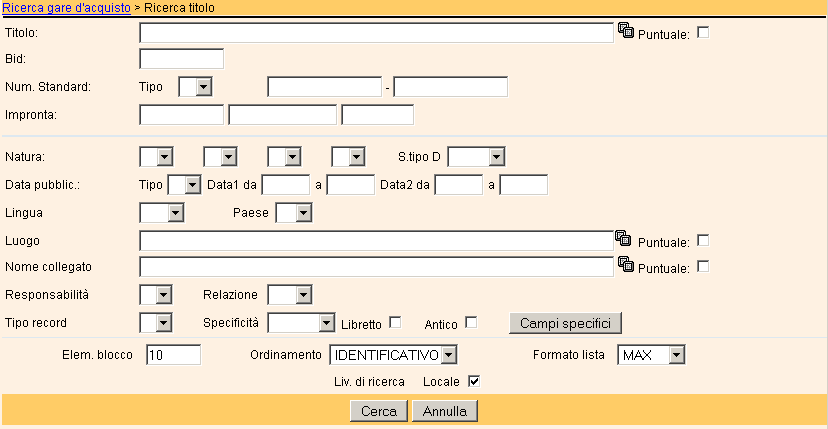 Ricerca gare d'acquisto > Ricerca titolo
Titolo: Puntuale:
Bid:
Num. Standard: Tipo -
Impronta:
Natura: S.tipo D
Data pubblic.: Tipo Data1 da a Data2 da a
Lingua Paese
Luogo Puntuale:
Nome collegato Puntuale:
Responsabilità Relazione
Tipo record Specificità Libretto Antico Campi specifici
Elem. blocco 10 Ordinamento IDENTIFICATIVO Formato lista MAX
Liv. di ricerca Locale
Cerca Annulla